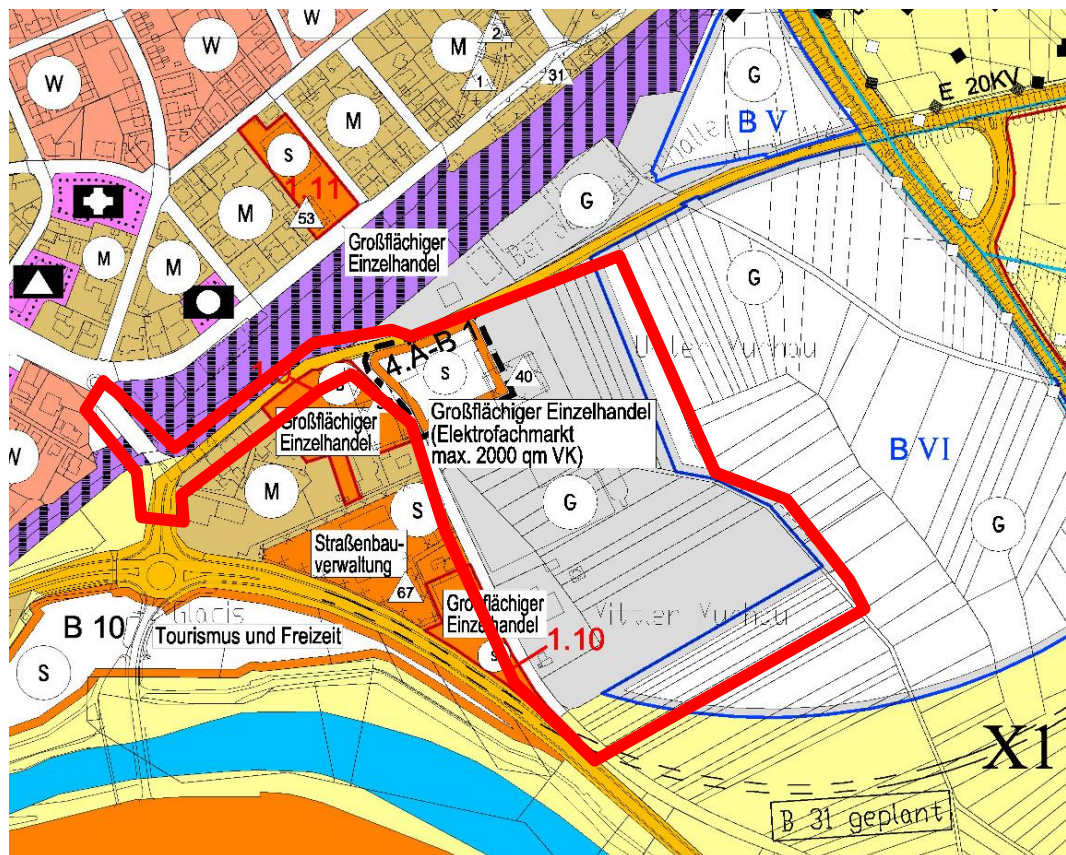 W
W
W
M
2
1
31
G
B V
E 20KV
S
M
1.11
53
M
G
M
M
Großflächiger
Einzelhandel
G
4.A-B 1
S
40
Großflächiger
Einzelhandel
Großflächiger Einzelhandel
(Elektrofachmarkt
max. 2000 qm VK)
B VI
W
M
S
G
G
Straßenbau-
verwaltung
67
Großflächiger
Einzelhandel
S
1.10
B 10
Tourismus und Freizeit
S
X1
B 31 geplant